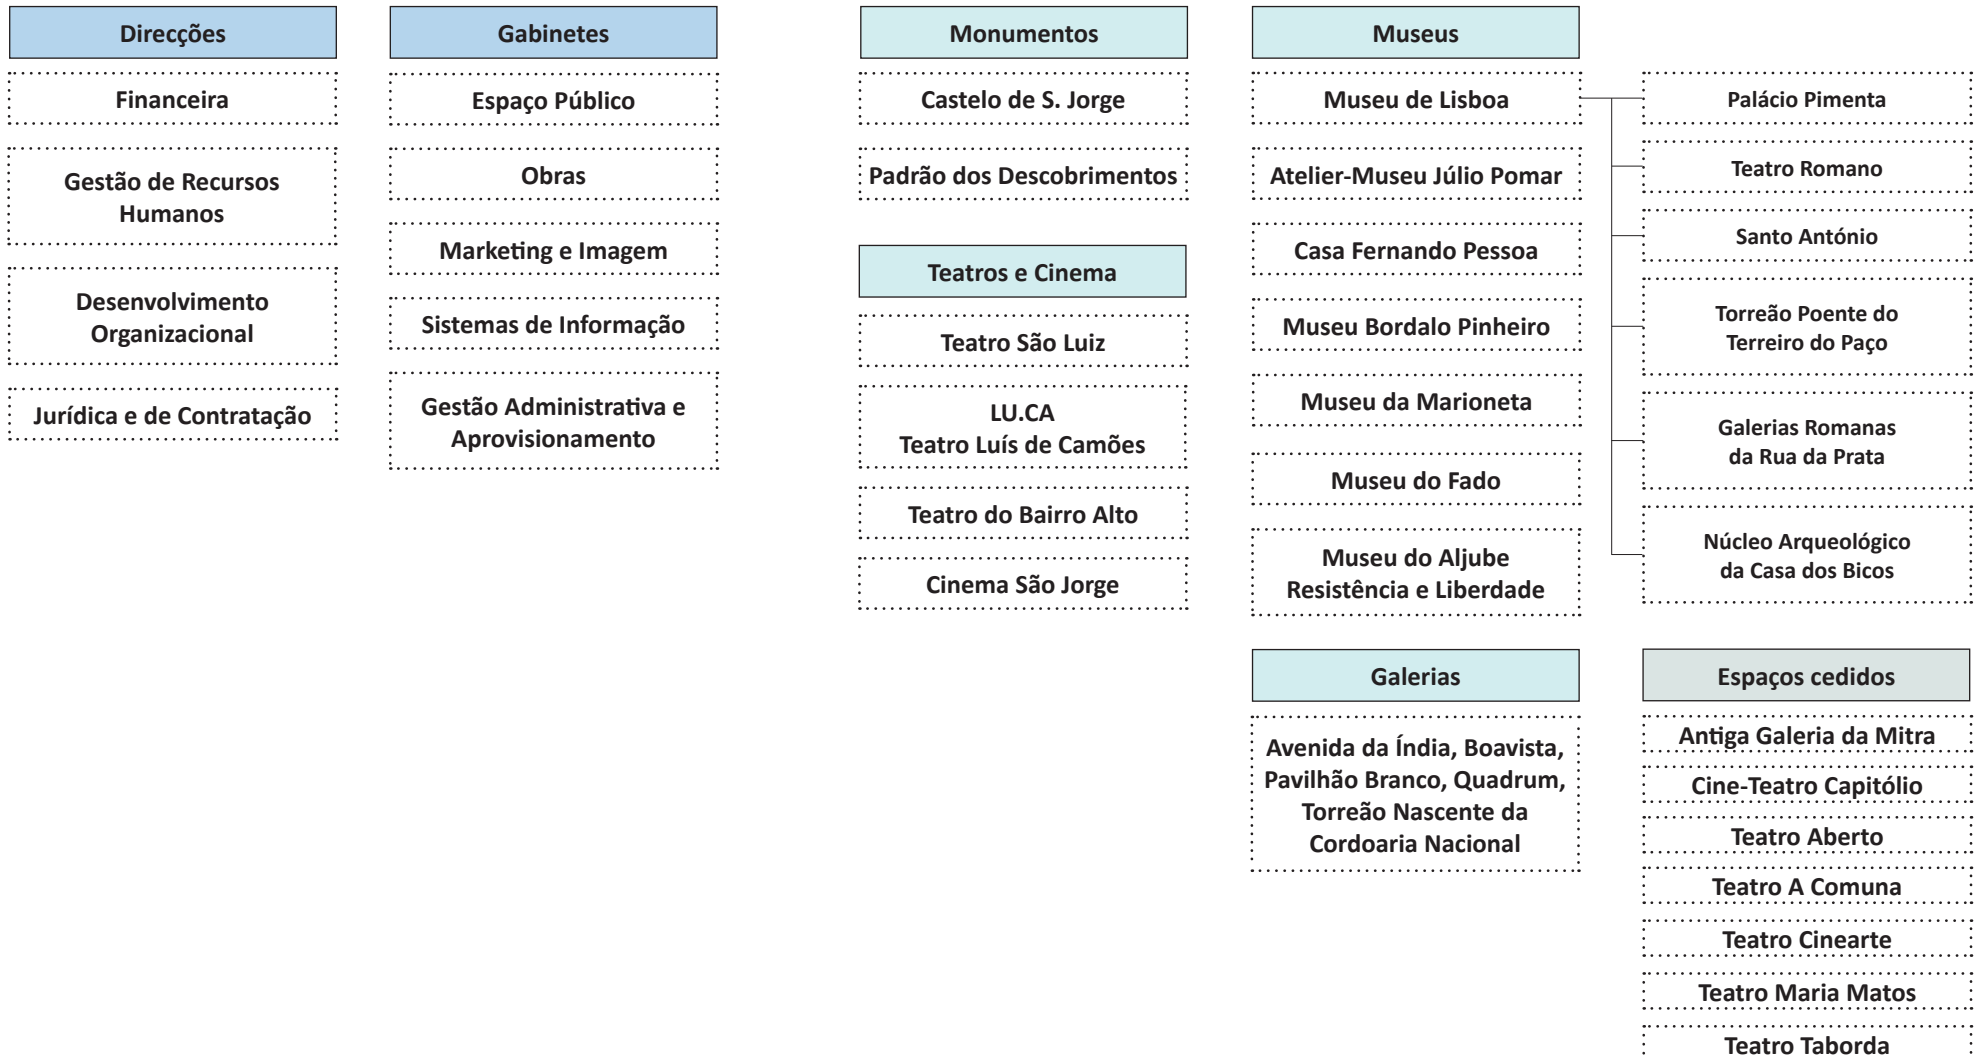 Direcções
Financeira
Gestão de Recursos
Humanos
Desenvolvimento
Organizacional
Jurídica e de Contratação
Gabinetes
Espaço Público
Obras
Marketing e Imagem
Sistemas de Informação
Gestão Administrativa e
Aprovisionamento
Monumentos
Castelo de S. Jorge
Padrão dos Descobrimentos
Teatros e Cinema
Teatro São Luiz
LU.CA
Teatro Luís de Camões
Teatro do Bairro Alto
Cinema São Jorge
Museus
Museu de Lisboa
Atelier-Museu Júlio Pomar
Casa Fernando Pessoa
Museu Bordalo Pinheiro
Museu da Marioneta
Museu do Fado
Museu do Aljube
Resistência e Liberdade
Palácio Pimenta
Teatro Romano
Santo António
Torreão Poente do
Terreiro do Paço
Galerias Romanas
da Rua da Prata
Núcleo Arqueológico
da Casa dos Bicos
Galerias
Avenida da Índia, Boavista,
Pavilhão Branco, Quadrum,
Torreão Nascente da
Cordoaria Nacional
Espaços cedidos
Antiga Galeria da Mitra
Cine-Teatro Capitólio
Teatro Aberto
Teatro A Comuna
Teatro Cinearte
Teatro Maria Matos
Teatro Taborda